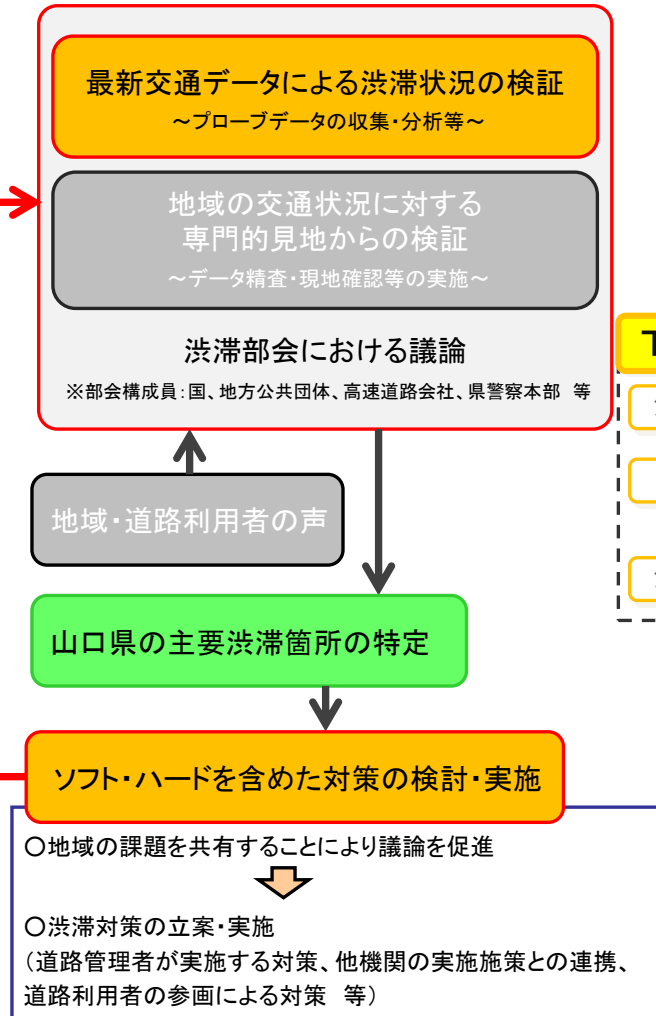 最新交通データによる渋滞状況の検証
～プローブデータの収集・分析等～
地域の交通状況に対する
専門的見地からの検証
～データ精査・現地確認等の実施～
渋滞部会における議論
※部会構成員：国、地方公共団体、高速道路会社、県警察本部　等
地域・道路利用者の声
山口県の主要渋滞箇所の特定
ソフト・ハードを含めた対策の検討・実施
〇地域の課題を共有することにより議論を促進
〇渋滞対策の立案・実施
（道路管理者が実施する対策、他機関の実施施策との連携、
道路利用者の参画による対策　等）